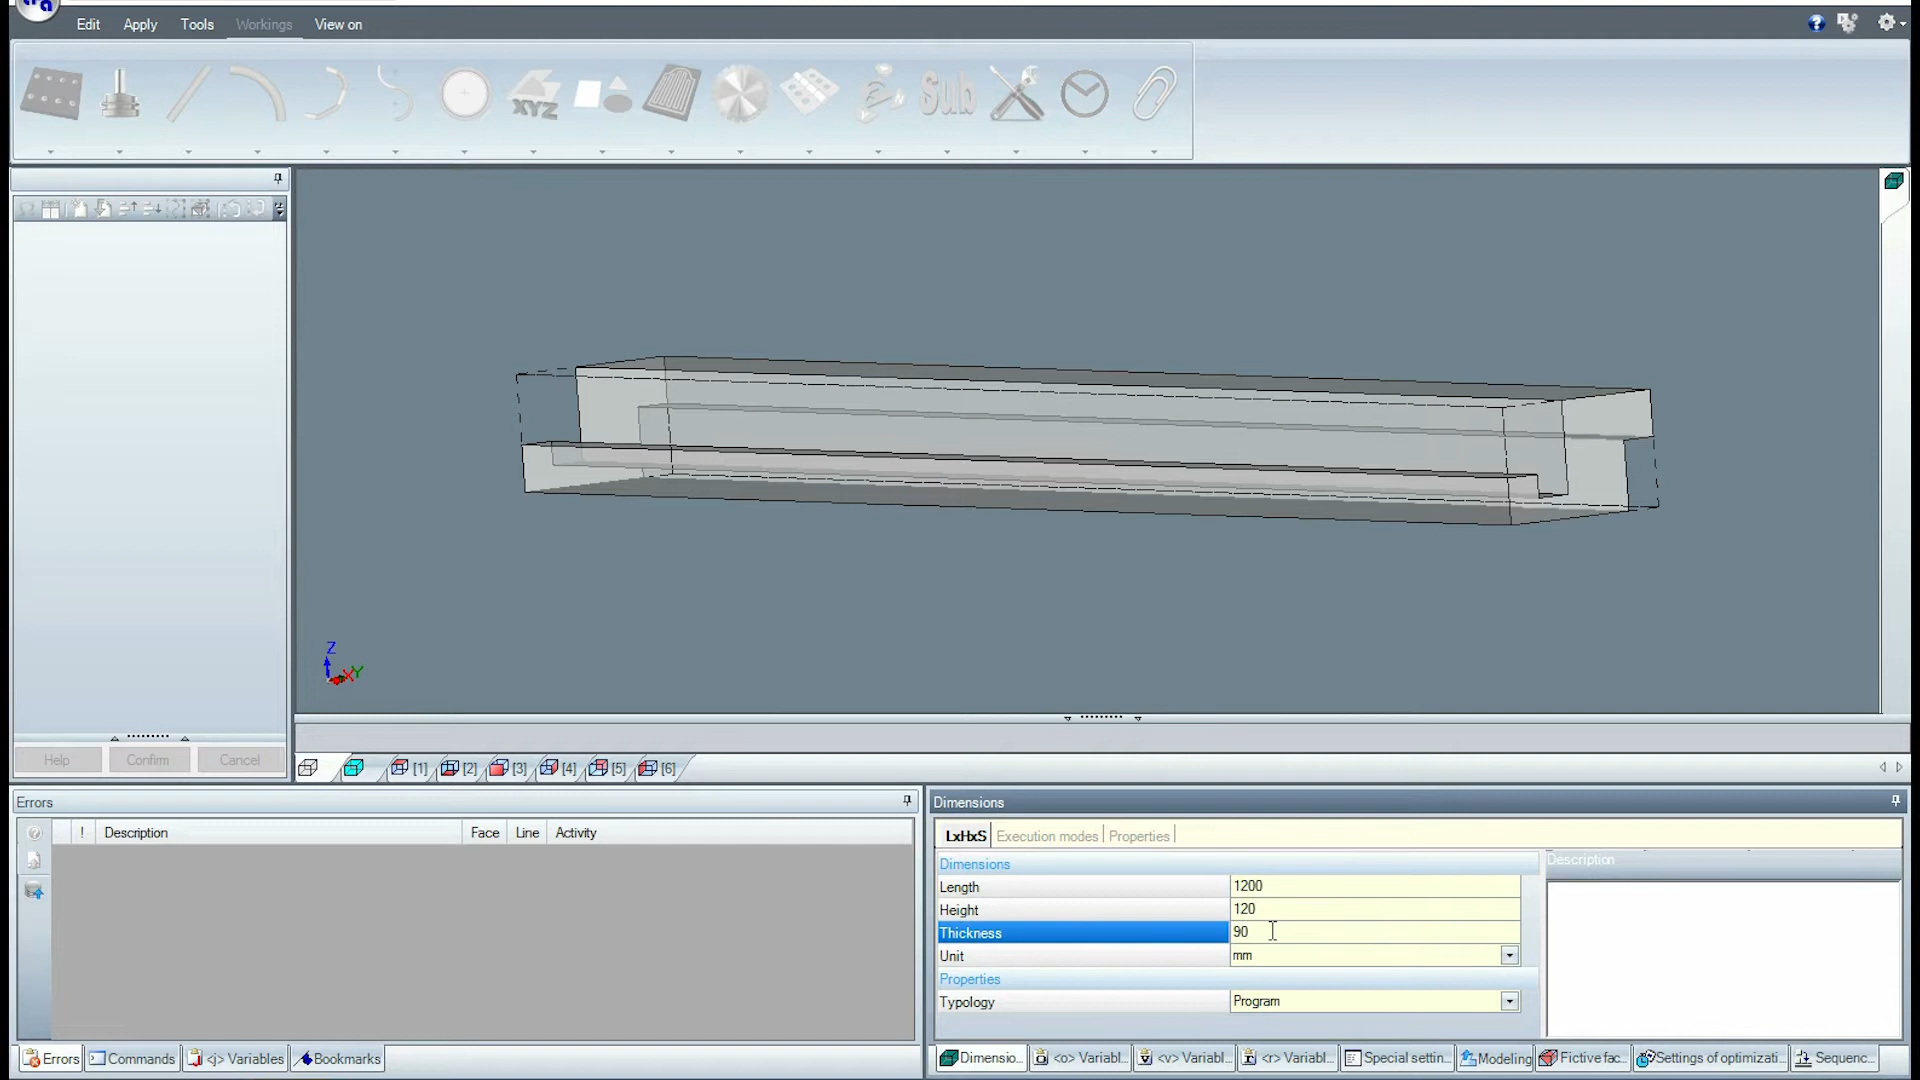 Edit Apply Tools Workings View on
XYZ Sub
Z
X Y
Help Confirm Cancel
[1] [2] [3] [4] [5] [6]
Errors
! Description Face Line Activity
Dimensions
LxHxS Execution modes Properties
Dimensions
Length 1200
Height 120
Thickness 90
Unit mm
Properties
Typology Program
Description
Errors Commands <j> Variables Bookmarks
Dimensio... <o> Variabl... <v> Variabl... <r> Variabl... Special settin... Modeling Fictive fac... Settings of optimizati... Sequenc...